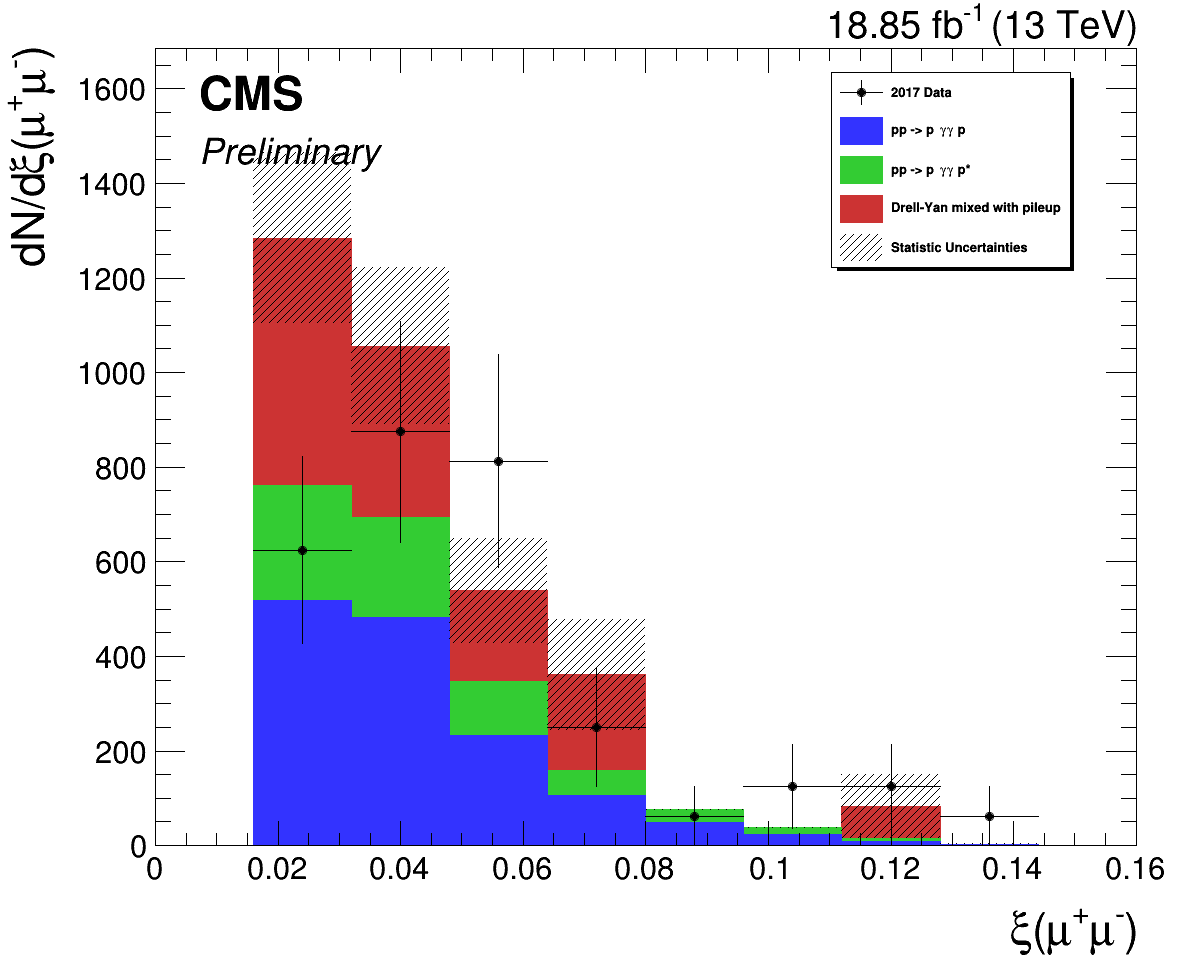 18.85 fb⁻¹ (13 TeV)
dN/dξ(μ⁺μ⁻)
CMS
Preliminary
2017 Data
pp -> p γγ p
pp -> p γγ p*
Drell-Yan mixed with pileup
Statistic Uncertainties
1600
1400
1200
1000
800
600
400
200
0
0 0.02 0.04 0.06 0.08 0.1 0.12 0.14 0.16
ξ(μ⁺μ⁻)